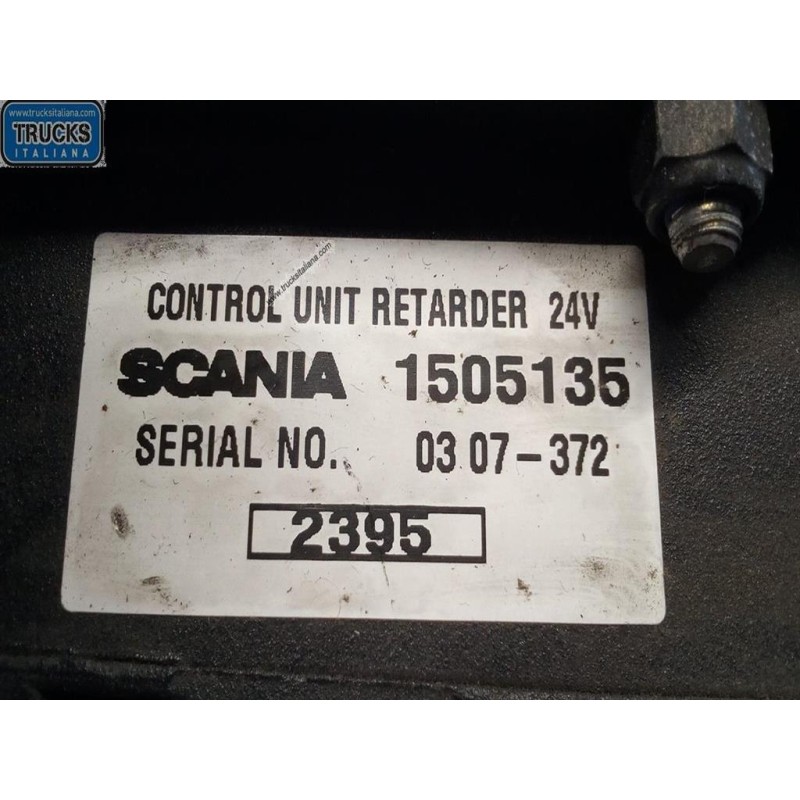 www.trucksitaliana.com
TRUCKS
ITALIANA
www.trucksitaliana.com
CONTROL UNIT RETARDER 24V
SCANIA 1505135
SERIAL NO. 03 07-372
2395